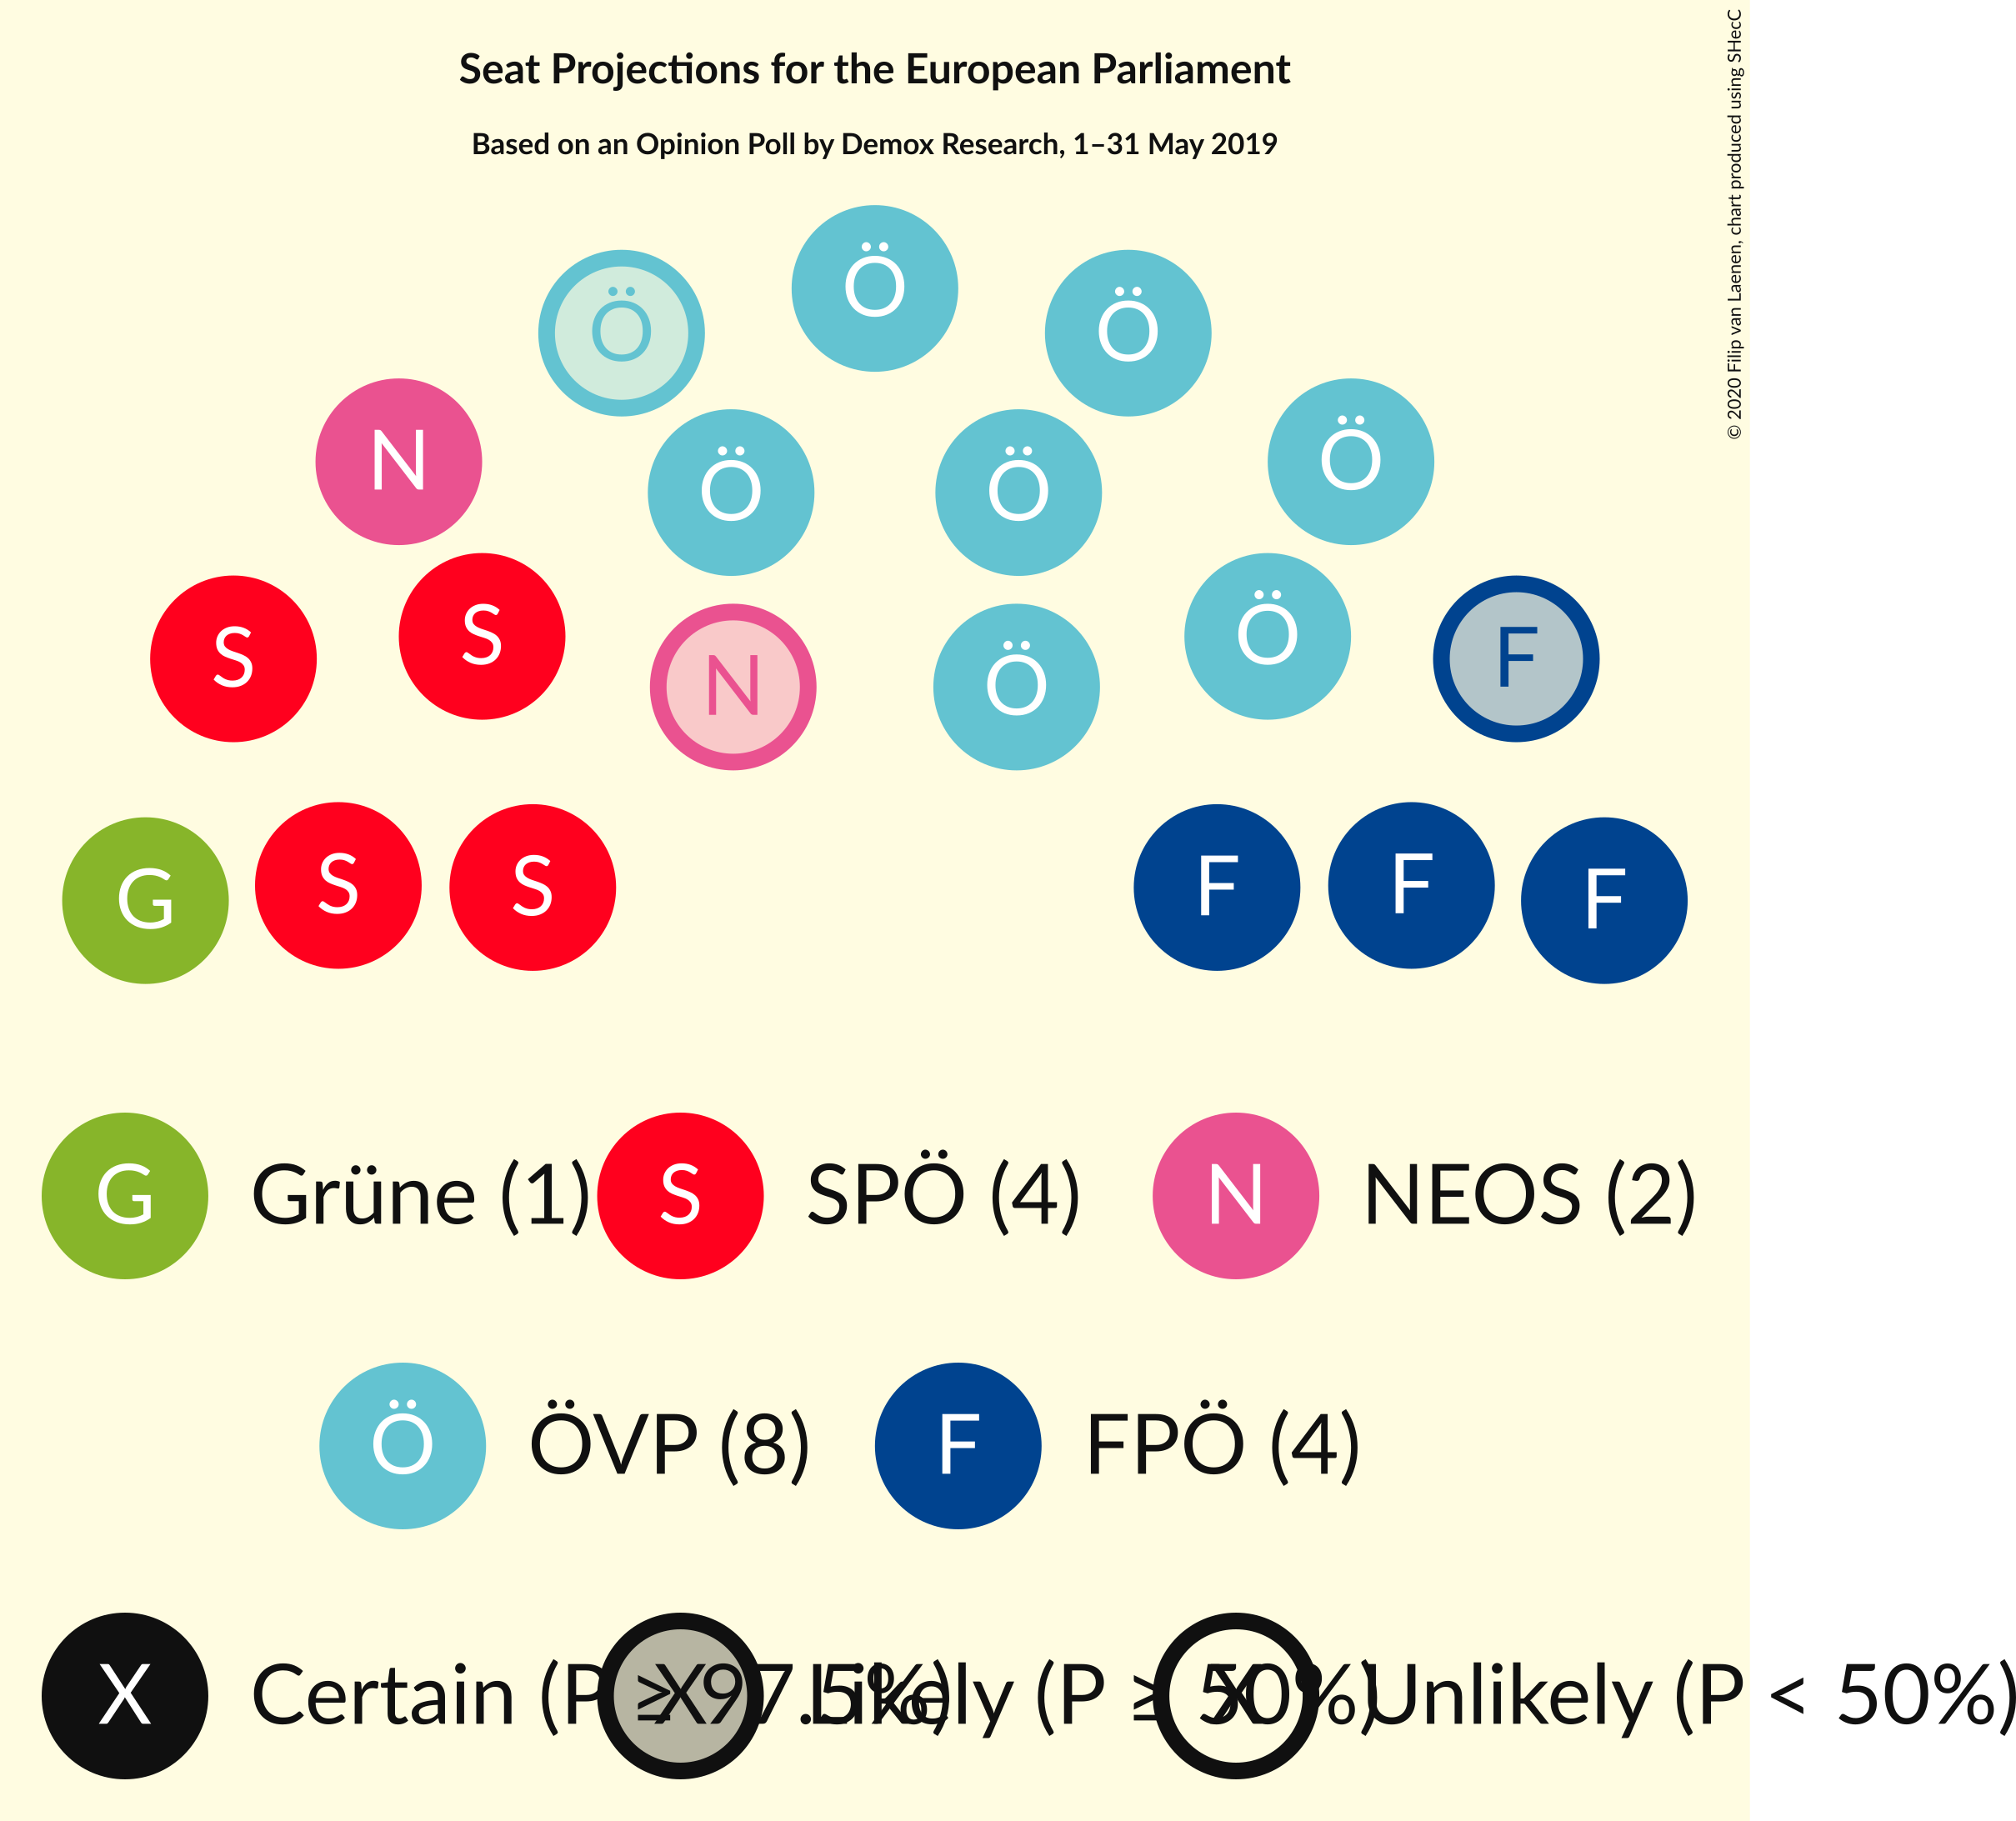 Seat Projections for the European Parliament
Based on an Opinion Poll by Demox Research, 1–31 May 2019
© 2020 Filip van Laenen, chart produced using SHecC
Ö
Ö Ö
N Ö
Ö Ö
S S Ö F
N Ö
G S S F F F
G Grüne (1) S SPÖ (4) N NEOS (2)
Ö ÖVP (8) F FPÖ (4)
X Certain (P ≥ 97.5%) X Likely (P ≥ 50%) X Unlikely (P < 50%)